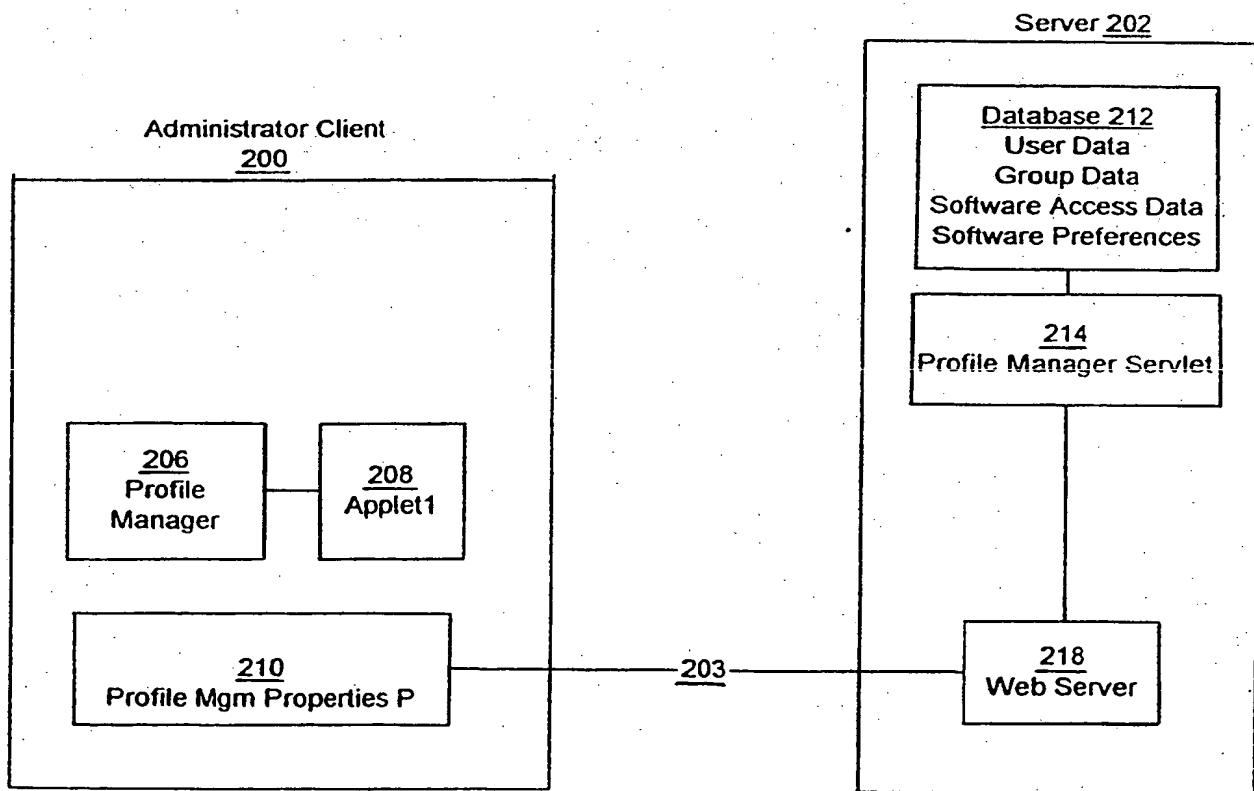 Server 202
Database 212
User Data
Group Data
Software Access Data
Software Preferences
214
Profile Manager Servlet
218
Web Server
Administrator Client
200
206
Profile
Manager
208
Applet1
210
Profile Mgm Properties P
203